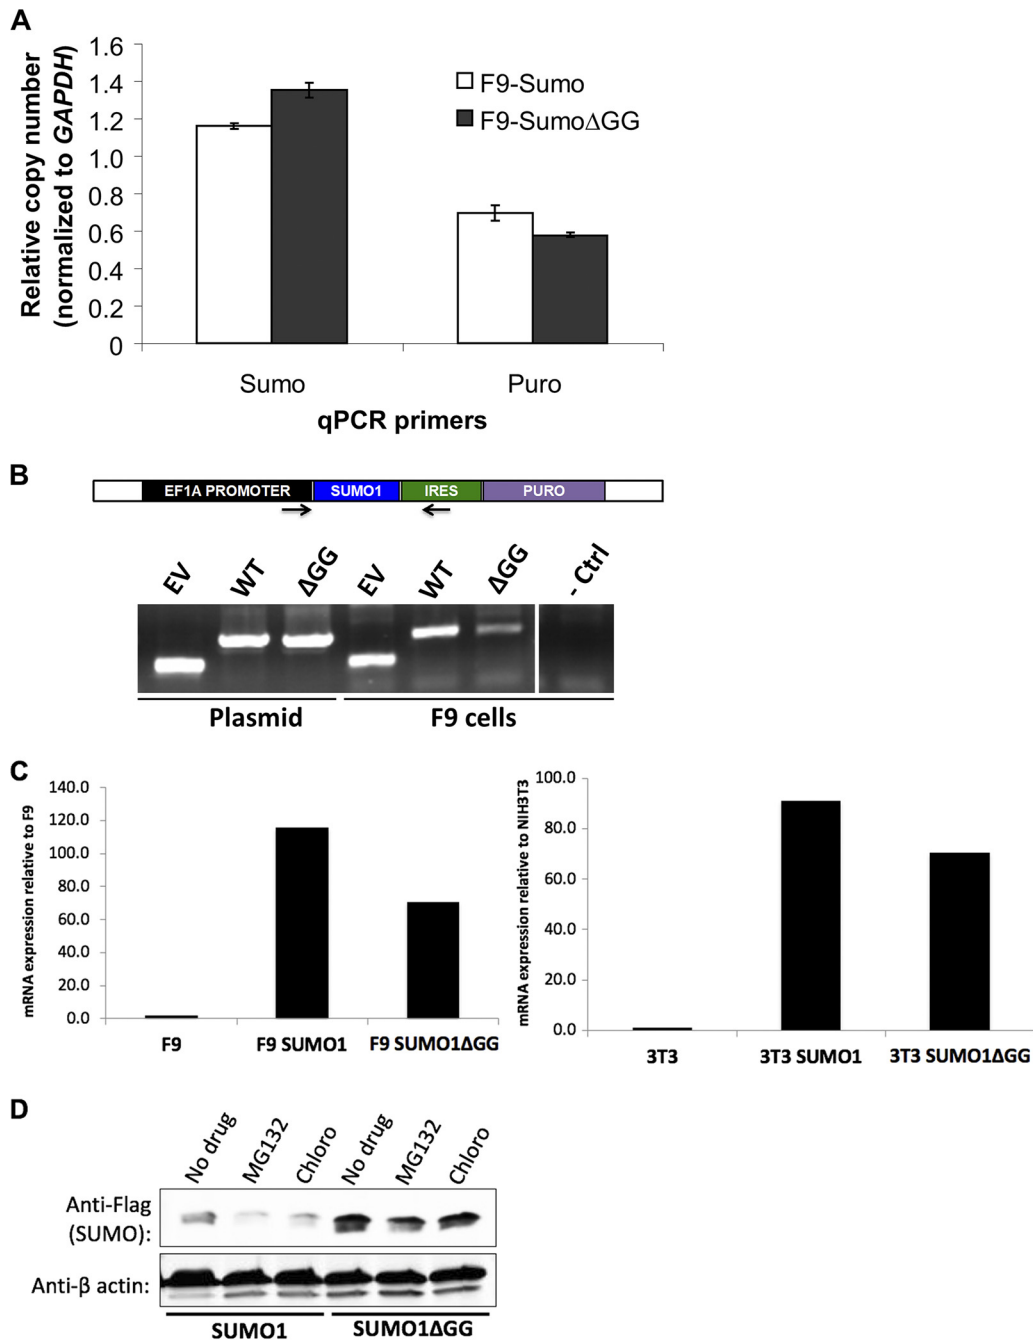 A
Relative copy number
(normalized to GAPDH)
1.6
1.4
1.2
1.0
0.8
0.6
0.4
0.2
0
F9-Sumo
F9-Sumo∆GG
Sumo
Puro
qPCR primers
B
EF1A PROMOTER
SUMO1
IRES
PURO
EV
WT
ΔGG
EV
WT
ΔGG
- Ctrl
Plasmid
F9 cells
C
mRNA expression relative to F9
140.0
120.0
100.0
80.0
60.0
40.0
20.0
0.0
F9
F9 SUMO1
F9 SUMO1ΔGG
mRNA expression relative to NIH3T3
100.0
80.0
60.0
40.0
20.0
0.0
3T3
3T3 SUMO1
3T3 SUMO1ΔGG
D
No drug
MG132
Chloro
No drug
MG132
Chloro
Anti-Flag
(SUMO):
Anti-β actin:
SUMO1
SUMO1ΔGG